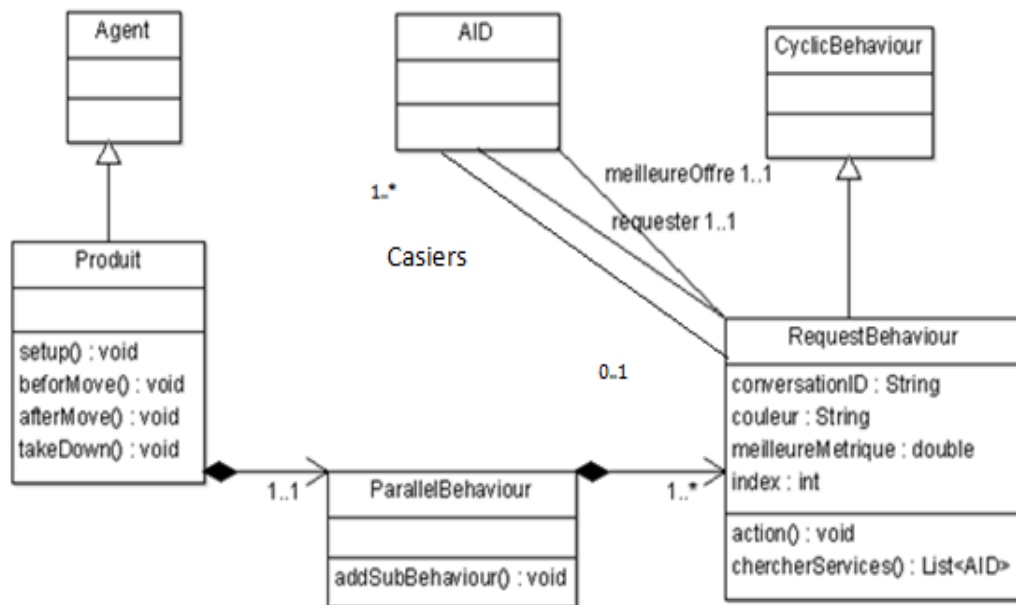 Agent
AID
CyclicBehaviour
meilleureOffre 1..1
1..*
requester 1..1
Casiers
Produit
setup() : void
beforMove() : void
afterMove() : void
takeDown() : void
RequestBehaviour
0..1
conversationID : String
couleur : String
meilleureMetrique : double
index : int
action() : void
chercherServices() : List<AID>
1..1
ParallelBehaviour
addSubBehaviour() : void
1..*